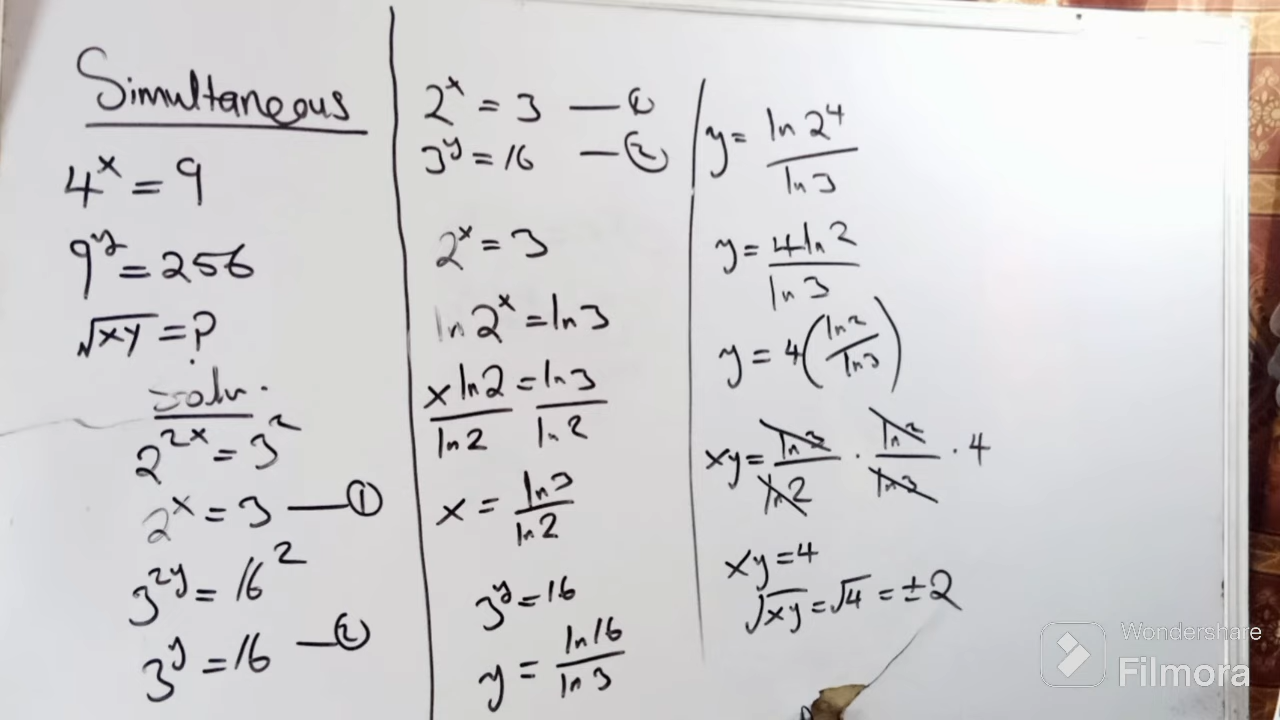 Simultaneous
4^x = 9
9^y = 256
√xy = ?
soln.
2^2x = 3^2
2^x = 3 — ①
3^2y = 16^2
3^y = 16 — ②
2^x = 3 — ①
3^y = 16 — ②
2^x = 3
ln 2^x = ln 3
x ln 2 / ln 2 = ln 3 / ln 2
x = ln 3 / ln 2
3^y = 16
y = ln 16 / ln 3
y = ln 2^4 / ln 3
y = 4 ln 2 / ln 3
y = 4 (ln 2 / ln 3)
xy = ln 3 / ln 2 · ln 2 / ln 3 · 4
xy = 4
√xy = √4 = ±2
Wondershare
Filmora